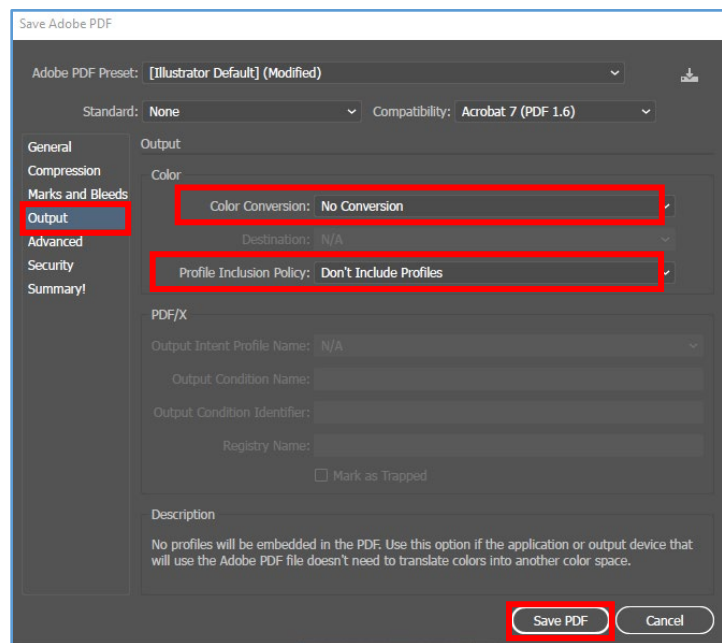 Save Adobe PDF
Adobe PDF Preset: [Illustrator Default] (Modified)
Standard: None Compatibility: Acrobat 7 (PDF 1.6)
General
Compression
Marks and Bleeds
Output
Advanced
Security
Summary!
Output
Color
Color Conversion: No Conversion
Destination: N/A
Profile Inclusion Policy: Don't Include Profiles
PDF/X
Output Intent Profile Name: N/A
Output Condition Name:
Output Condition Identifier:
Registry Name:
Mark as Trapped
Description
No profiles will be embedded in the PDF. Use this option if the application or output device that
will use the Adobe PDF file doesn't need to translate colors into another color space.
Save PDF Cancel